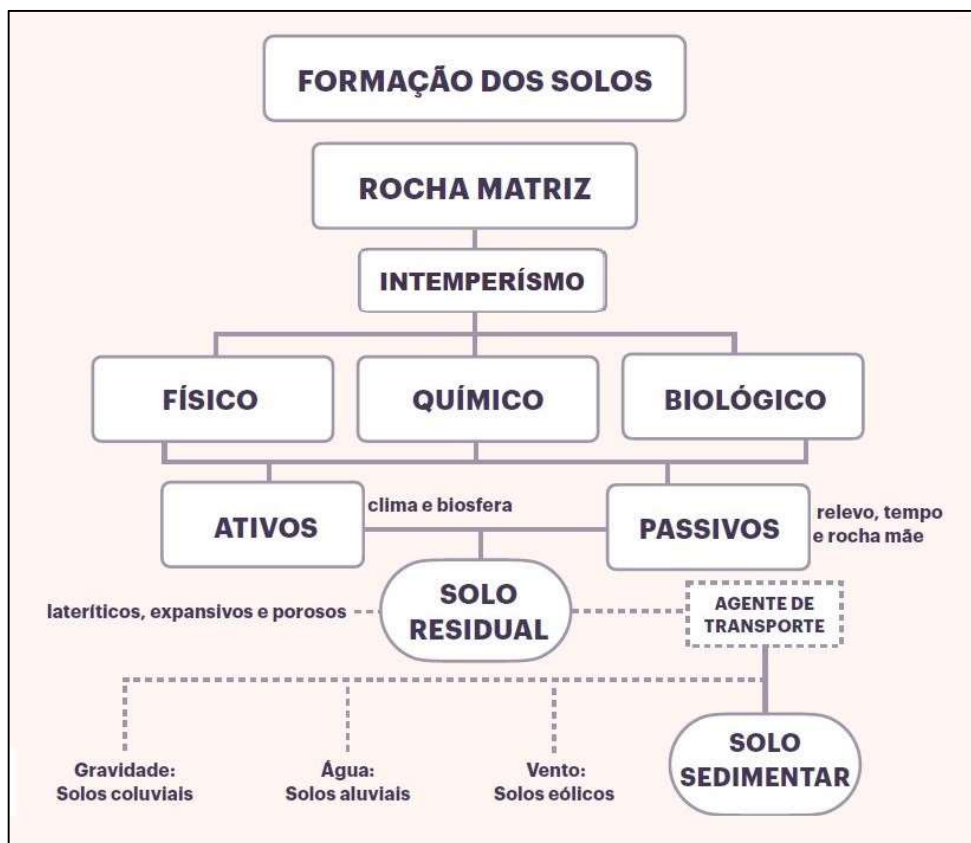 FORMAÇÃO DOS SOLOS
ROCHA MATRIZ
INTEMPERÍSMO
FÍSICO
QUÍMICO
BIOLÓGICO
ATIVOS
clima e biosfera
PASSIVOS
relevo, tempo
e rocha mãe
lateríticos, expansivos e porosos
SOLO
RESIDUAL
AGENTE DE
TRANSPORTE
Gravidade:
Solos coluviais
Água:
Solos aluviais
Vento:
Solos eólicos
SOLO
SEDIMENTAR